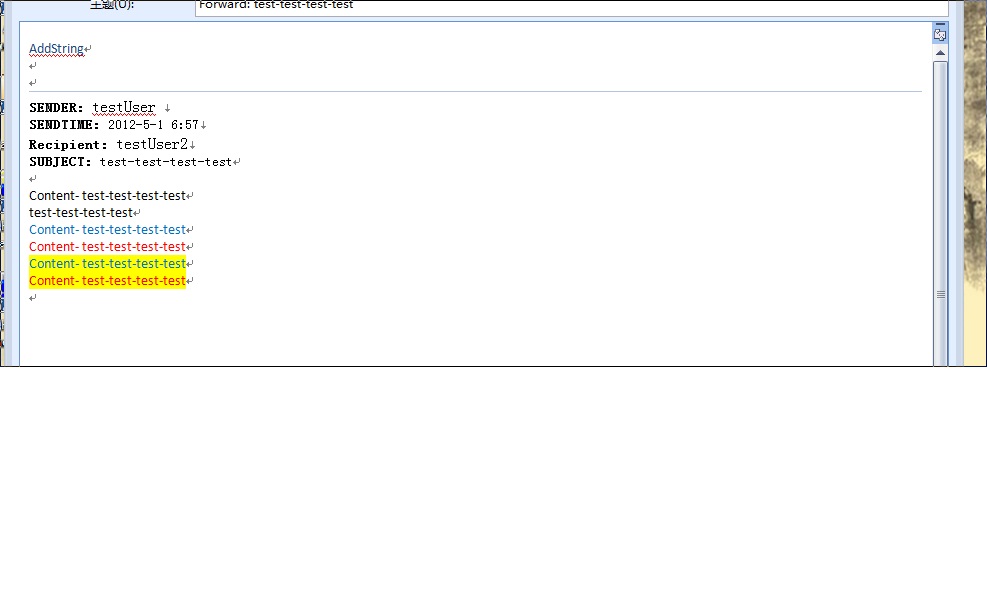 主题(U):
Forward: test-test-test-test
AddString
SENDER: testUser
SENDTIME: 2012-5-1 6:57
Recipient: testUser2
SUBJECT: test-test-test-test
Content- test-test-test-test
test-test-test-test
Content- test-test-test-test
Content- test-test-test-test
Content- test-test-test-test
Content- test-test-test-test